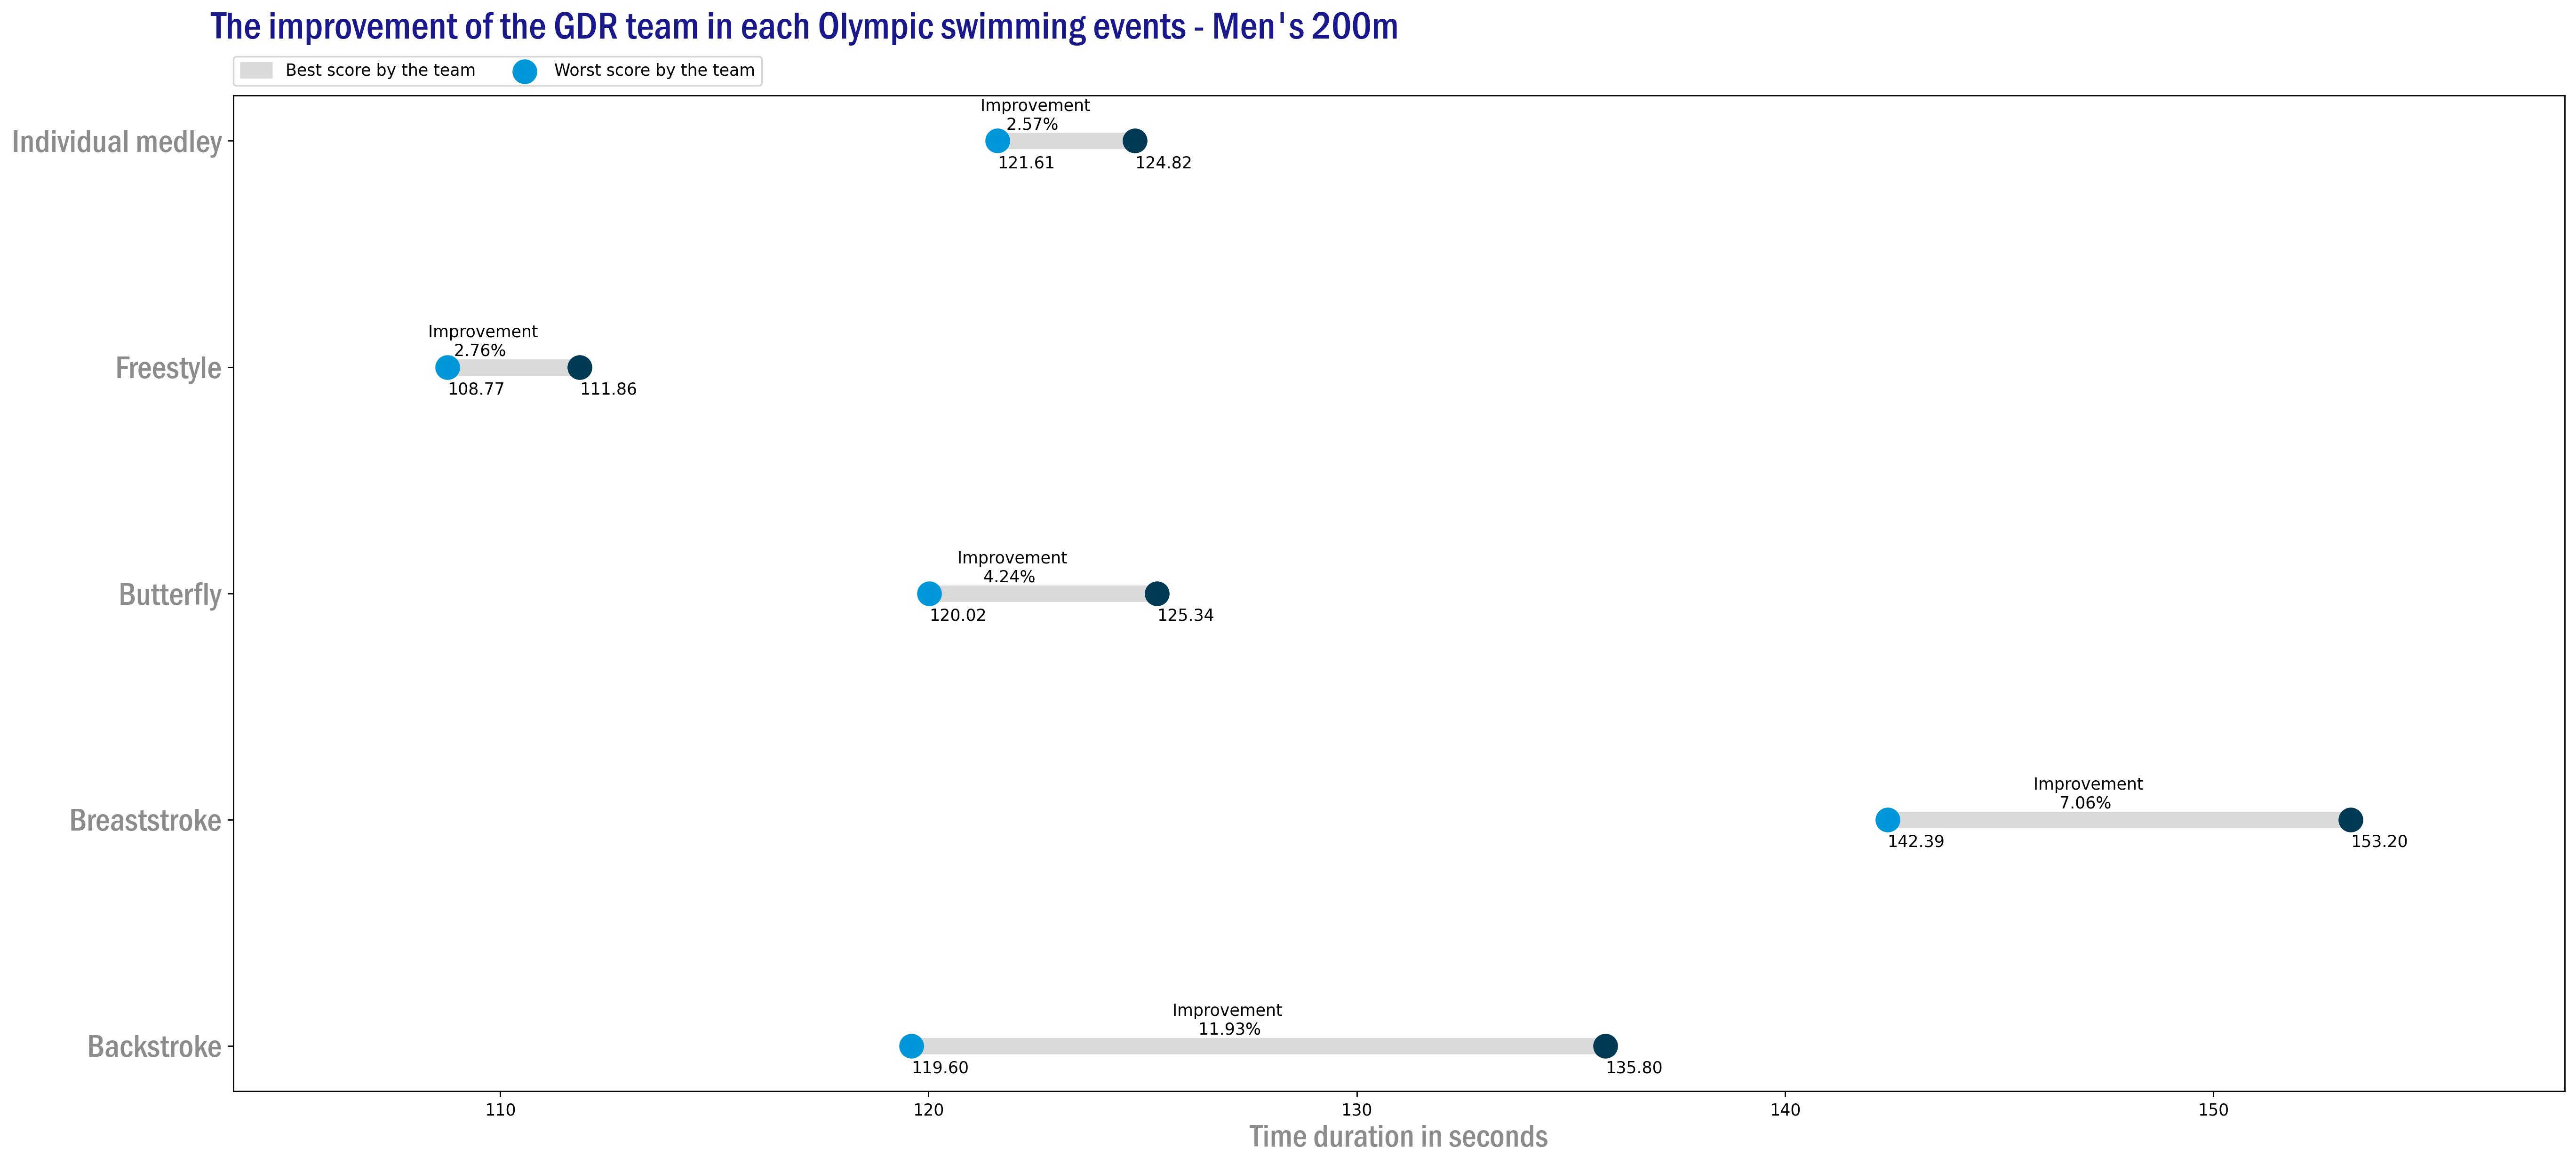 The improvement of the GDR team in each Olympic swimming events - Men's 200m
Best score by the team Worst score by the team
Individual medley
Improvement
2.57%
121.61 124.82
Freestyle
Improvement
2.76%
108.77 111.86
Butterfly
Improvement
4.24%
120.02 125.34
Breaststroke
Improvement
7.06%
142.39 153.20
Backstroke
Improvement
11.93%
119.60 135.80
110 120 130 140 150
Time duration in seconds